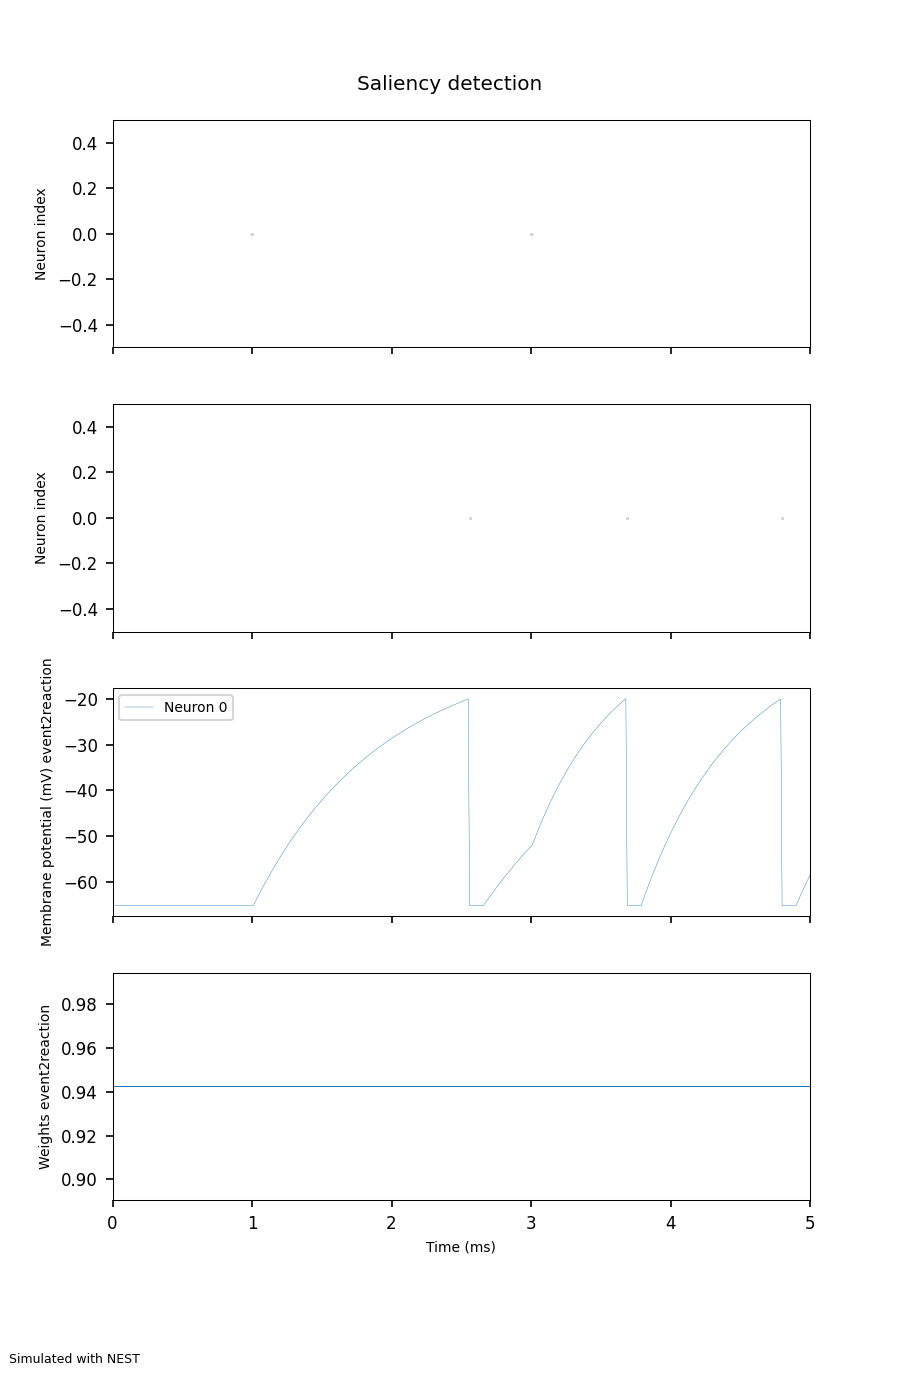 Saliency detection
0.4
0.2
0.0
−0.2
−0.4
Neuron index
0.4
0.2
0.0
−0.2
−0.4
Neuron index
−20
−30
−40
−50
−60
Membrane potential (mV) event2reaction
Neuron 0
0.98
0.96
0.94
0.92
0.90
Weights event2reaction
0 1 2 3 4 5
Time (ms)
Simulated with NEST